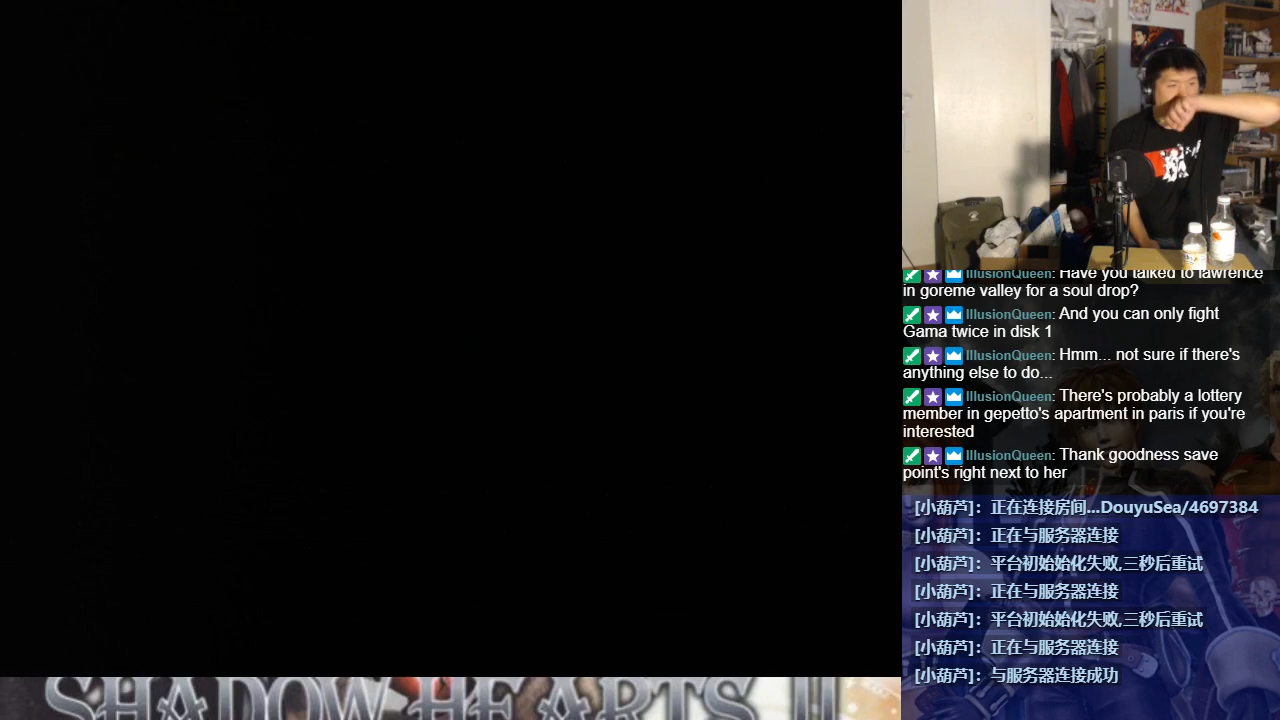 IllusionQueen: Have you talked to lawrence
in goreme valley for a soul drop?
IllusionQueen: And you can only fight
Gama twice in disk 1
IllusionQueen: Hmm... not sure if there's
anything else to do...
IllusionQueen: There's probably a lottery
member in gepetto's apartment in paris if you're
interested
IllusionQueen: Thank goodness save
point's right next to her
[小葫芦]: 正在连接房间...DouyuSea/4697384
[小葫芦]: 正在与服务器连接
[小葫芦]: 平台初始始化失败,三秒后重试
[小葫芦]: 正在与服务器连接
[小葫芦]: 平台初始始化失败,三秒后重试
[小葫芦]: 正在与服务器连接
[小葫芦]: 与服务器连接成功
SHADOW HEARTS II